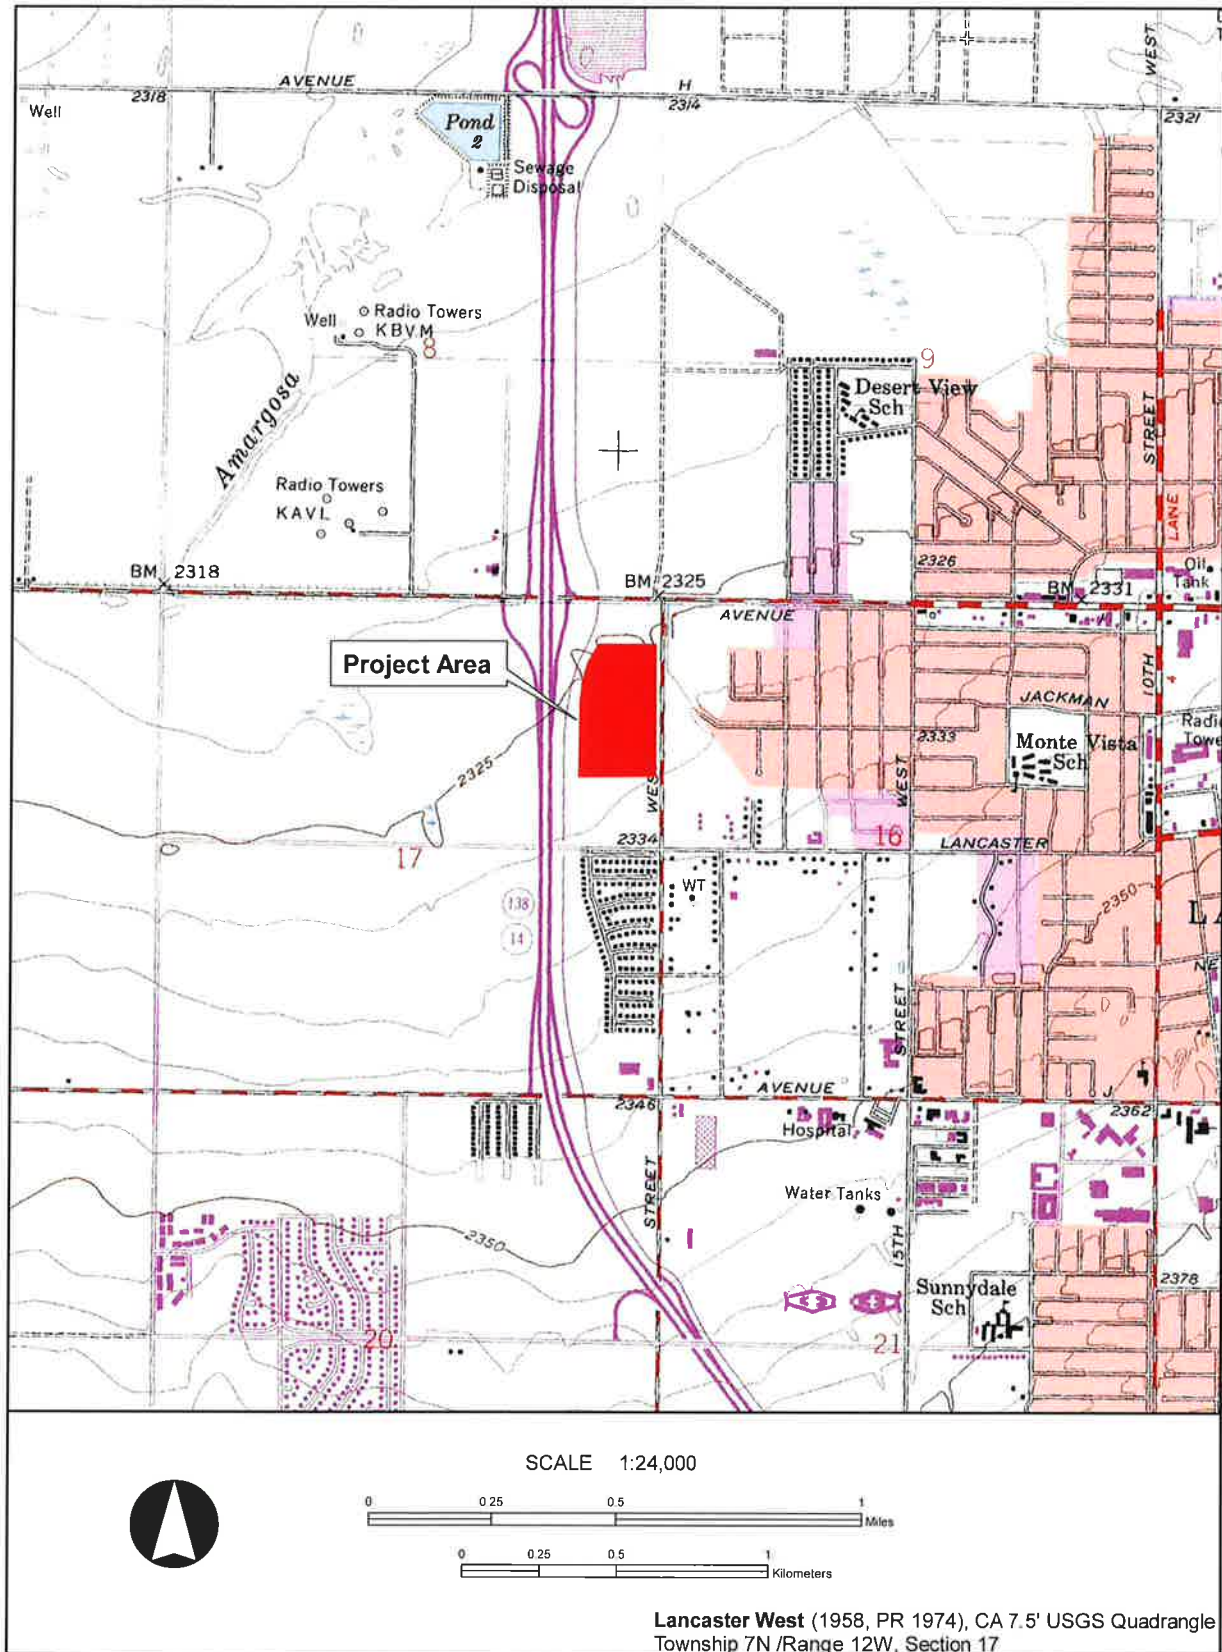 WEST
AVENUE
H
2318
2314
2321
Well
Pond
2
Sewage
Disposal
Radio Towers
KBVM
Well
8
9
Desert View
Sch
Amargosa
STREET
Radio Towers
KAVL
LANE
BM 2318
BM 2325
2326
BM 2331
Oil
Tank
AVENUE
I
Project Area
10TH
JACKMAN
4
2333
Monte Vista
Sch
Radio
Tower
2325
WEST
WEST
2334
16
LANCASTER
17
WT
138
14
2350
LA
NE
STREET
AVENUE
J
2346
2362
Hospital
STREET
Water Tanks
15TH
2350
Sunnydale
Sch
2378
20
21
SCALE 1:24,000
0 0.25 0.5 1
Miles
0 0.25 0.5 1
Kilometers
Lancaster West (1958, PR 1974), CA 7.5' USGS Quadrangle
Township 7N /Range 12W, Section 17